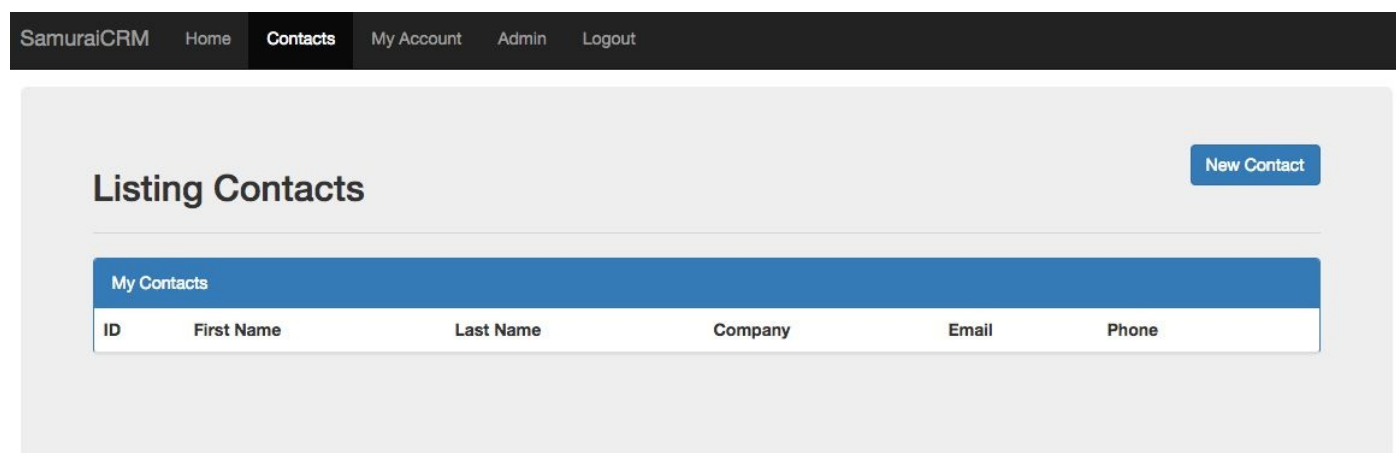 SamuraiCRM Home Contacts My Account Admin Logout
New Contact
Listing Contacts
My Contacts
ID First Name Last Name Company Email Phone